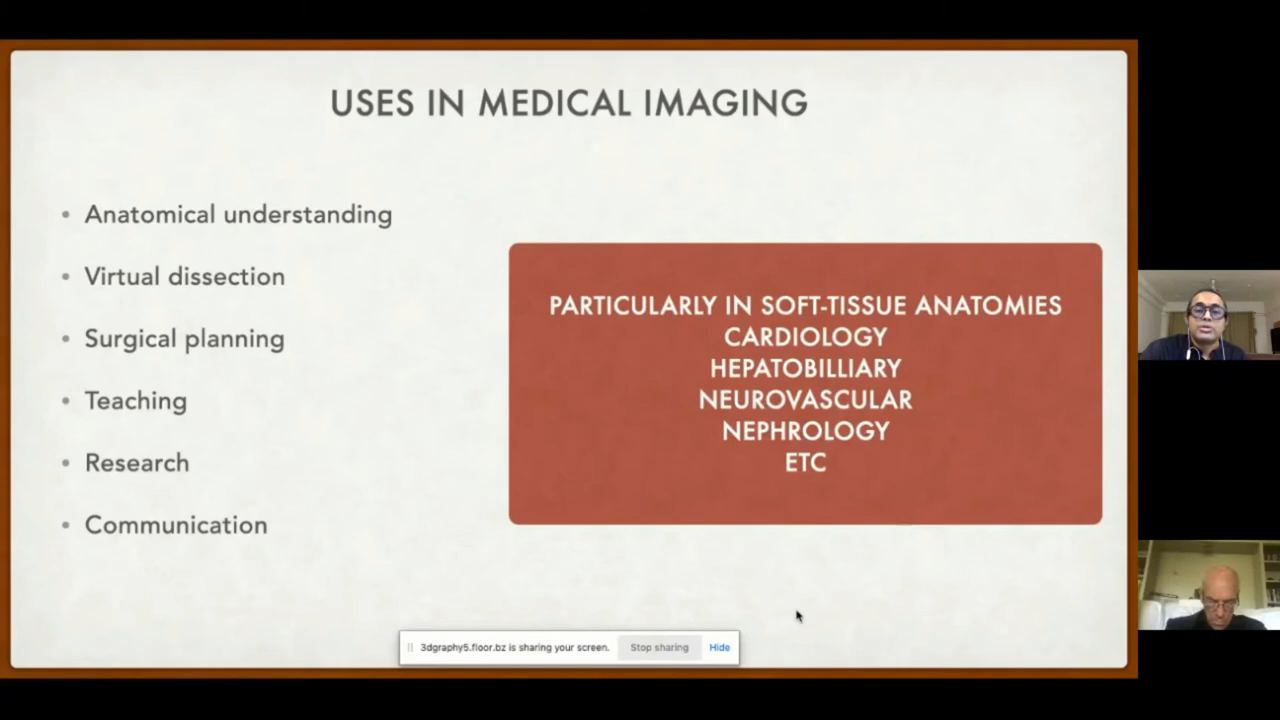 USES IN MEDICAL IMAGING
• Anatomical understanding
• Virtual dissection
• Surgical planning
• Teaching
• Research
• Communication
PARTICULARLY IN SOFT-TISSUE ANATOMIES
CARDIOLOGY
HEPATOBILLIARY
NEUROVASCULAR
NEPHROLOGY
ETC
3dgraphy5.floor.bz is sharing your screen. Stop sharing Hide